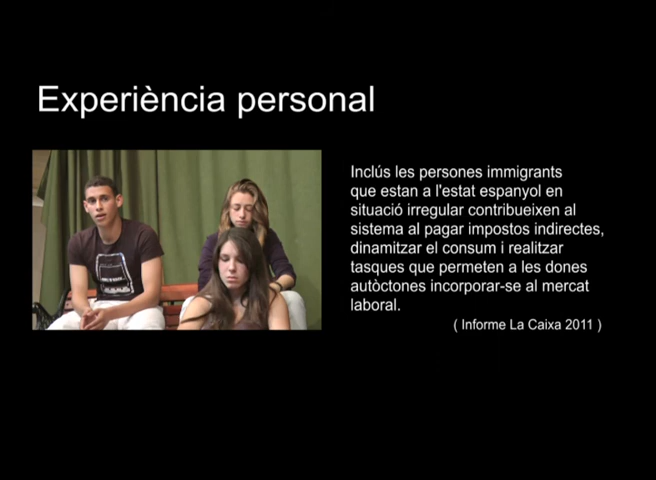 Experiència personal
Inclús les persones immigrants
que estan a l'estat espanyol en
situació irregular contribueixen al
sistema al pagar impostos indirectes,
dinamitzar el consum i realitzar
tasques que permeten a les dones
autòctones incorporar-se al mercat
laboral.
( Informe La Caixa 2011 )